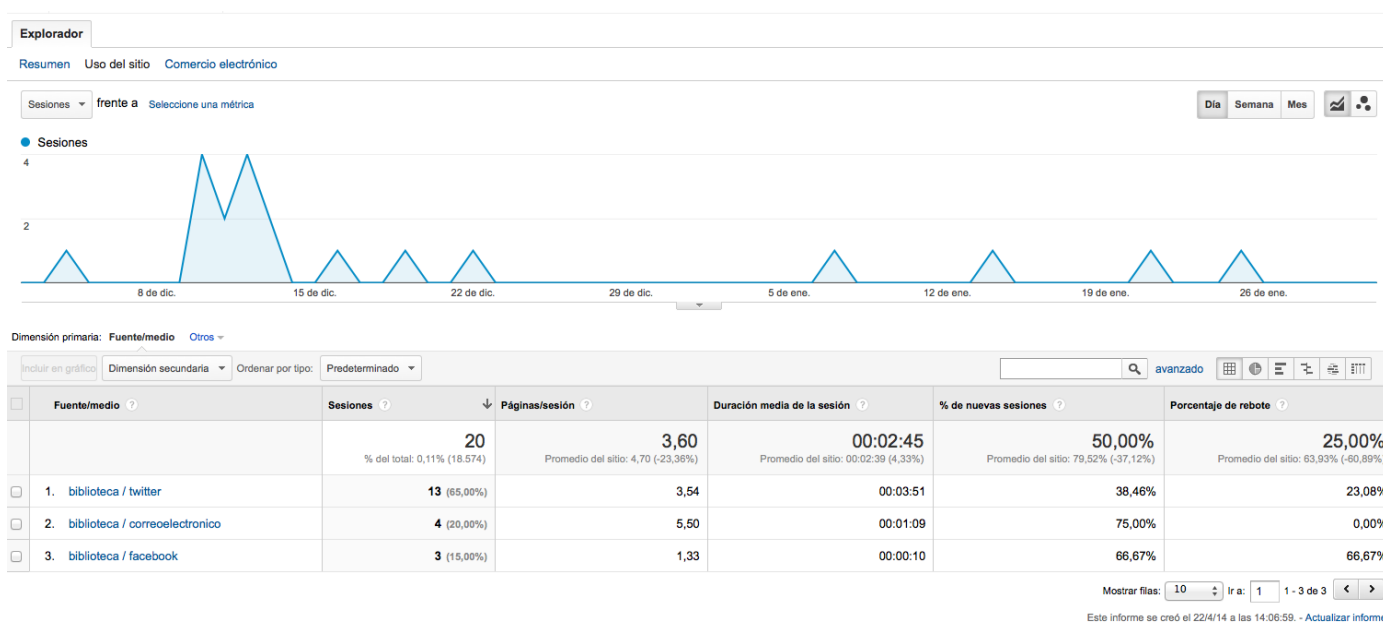 Explorador
Resumen Uso del sitio Comercio electrónico
Sesiones frente a Seleccione una métrica Día Semana Mes
Sesiones
4
2
8 de dic. 15 de dic. 22 de dic. 29 de dic. 5 de ene. 12 de ene. 19 de ene. 26 de ene.
Dimensión primaria: Fuente/medio Otros
Incluir en gráfico Dimensión secundaria Ordenar por tipo: Predeterminado avanzado
Fuente/medio ? Sesiones ? Páginas/sesión ? Duración media de la sesión ? % de nuevas sesiones ? Porcentaje de rebote ?
20 3,60 00:02:45 50,00% 25,00%
% del total: 0,11% (18.574) Promedio del sitio: 4,70 (-23,36%) Promedio del sitio: 00:02:39 (4,33%) Promedio del sitio: 79,52% (-37,12%) Promedio del sitio: 63,93% (-60,89%
1. biblioteca / twitter 13 (65,00%) 3,54 00:03:51 38,46% 23,08%
2. biblioteca / correoelectronico 4 (20,00%) 5,50 00:01:09 75,00% 0,00%
3. biblioteca / facebook 3 (15,00%) 1,33 00:00:10 66,67% 66,67%
Mostrar filas: 10 Ir a: 1 1 - 3 de 3
Este informe se creó el 22/4/14 a las 14:06:59. - Actualizar informe